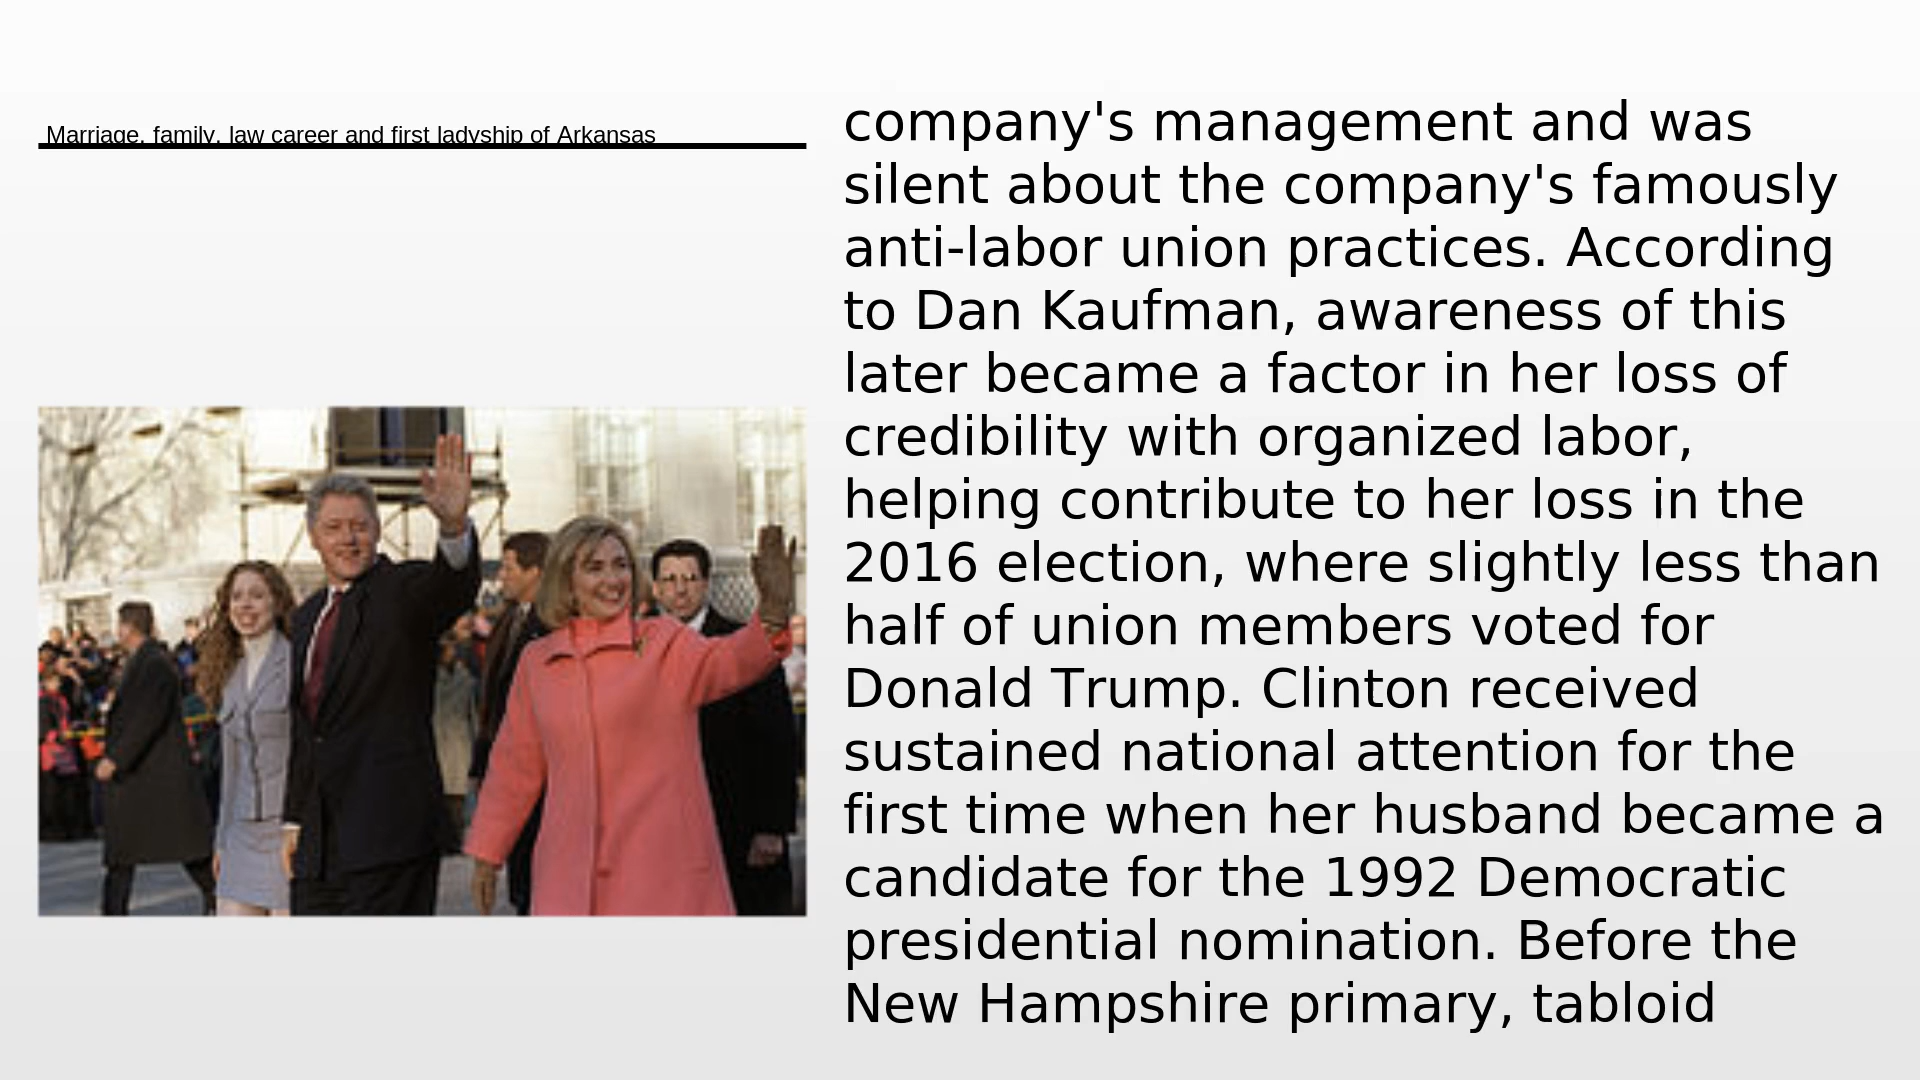 Marriage, family, law career and first ladyship of Arkansas
company's management and was
silent about the company's famously
anti-labor union practices. According
to Dan Kaufman, awareness of this
later became a factor in her loss of
credibility with organized labor,
helping contribute to her loss in the
2016 election, where slightly less than
half of union members voted for
Donald Trump. Clinton received
sustained national attention for the
first time when her husband became a
candidate for the 1992 Democratic
presidential nomination. Before the
New Hampshire primary, tabloid